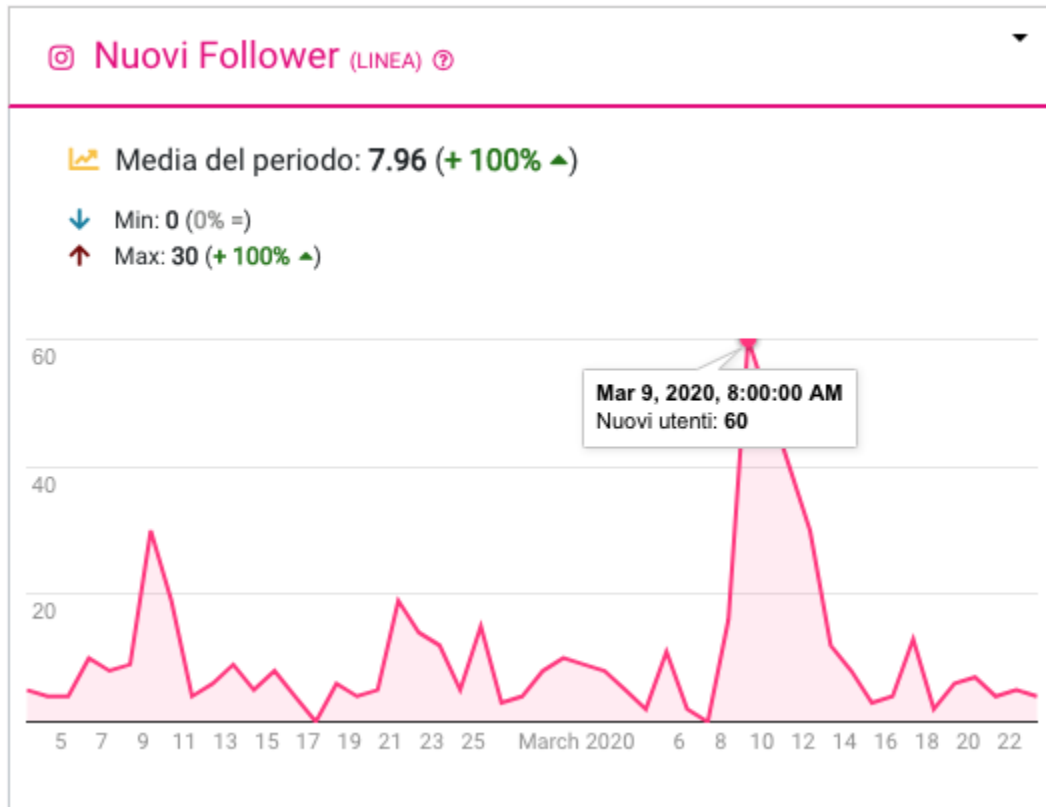 Nuovi Follower (LINEA) ?
Media del periodo: 7.96 (+ 100% ▲)
Min: 0 (0% =)
Max: 30 (+ 100% ▲)
60
Mar 9, 2020, 8:00:00 AM
Nuovi utenti: 60
40
20
5 7 9 11 13 15 17 19 21 23 25 March 2020 6 8 10 12 14 16 18 20 22